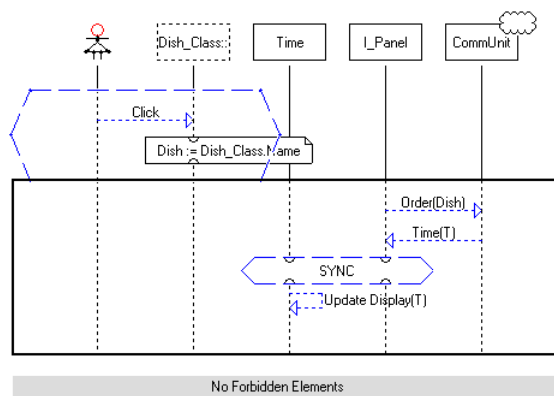 Dish_Class::
Time
I_Panel
CommUnit
Click
Dish := Dish_Class.Name
Order(Dish)
Time(T)
SYNC
Update Display(T)
No Forbidden Elements